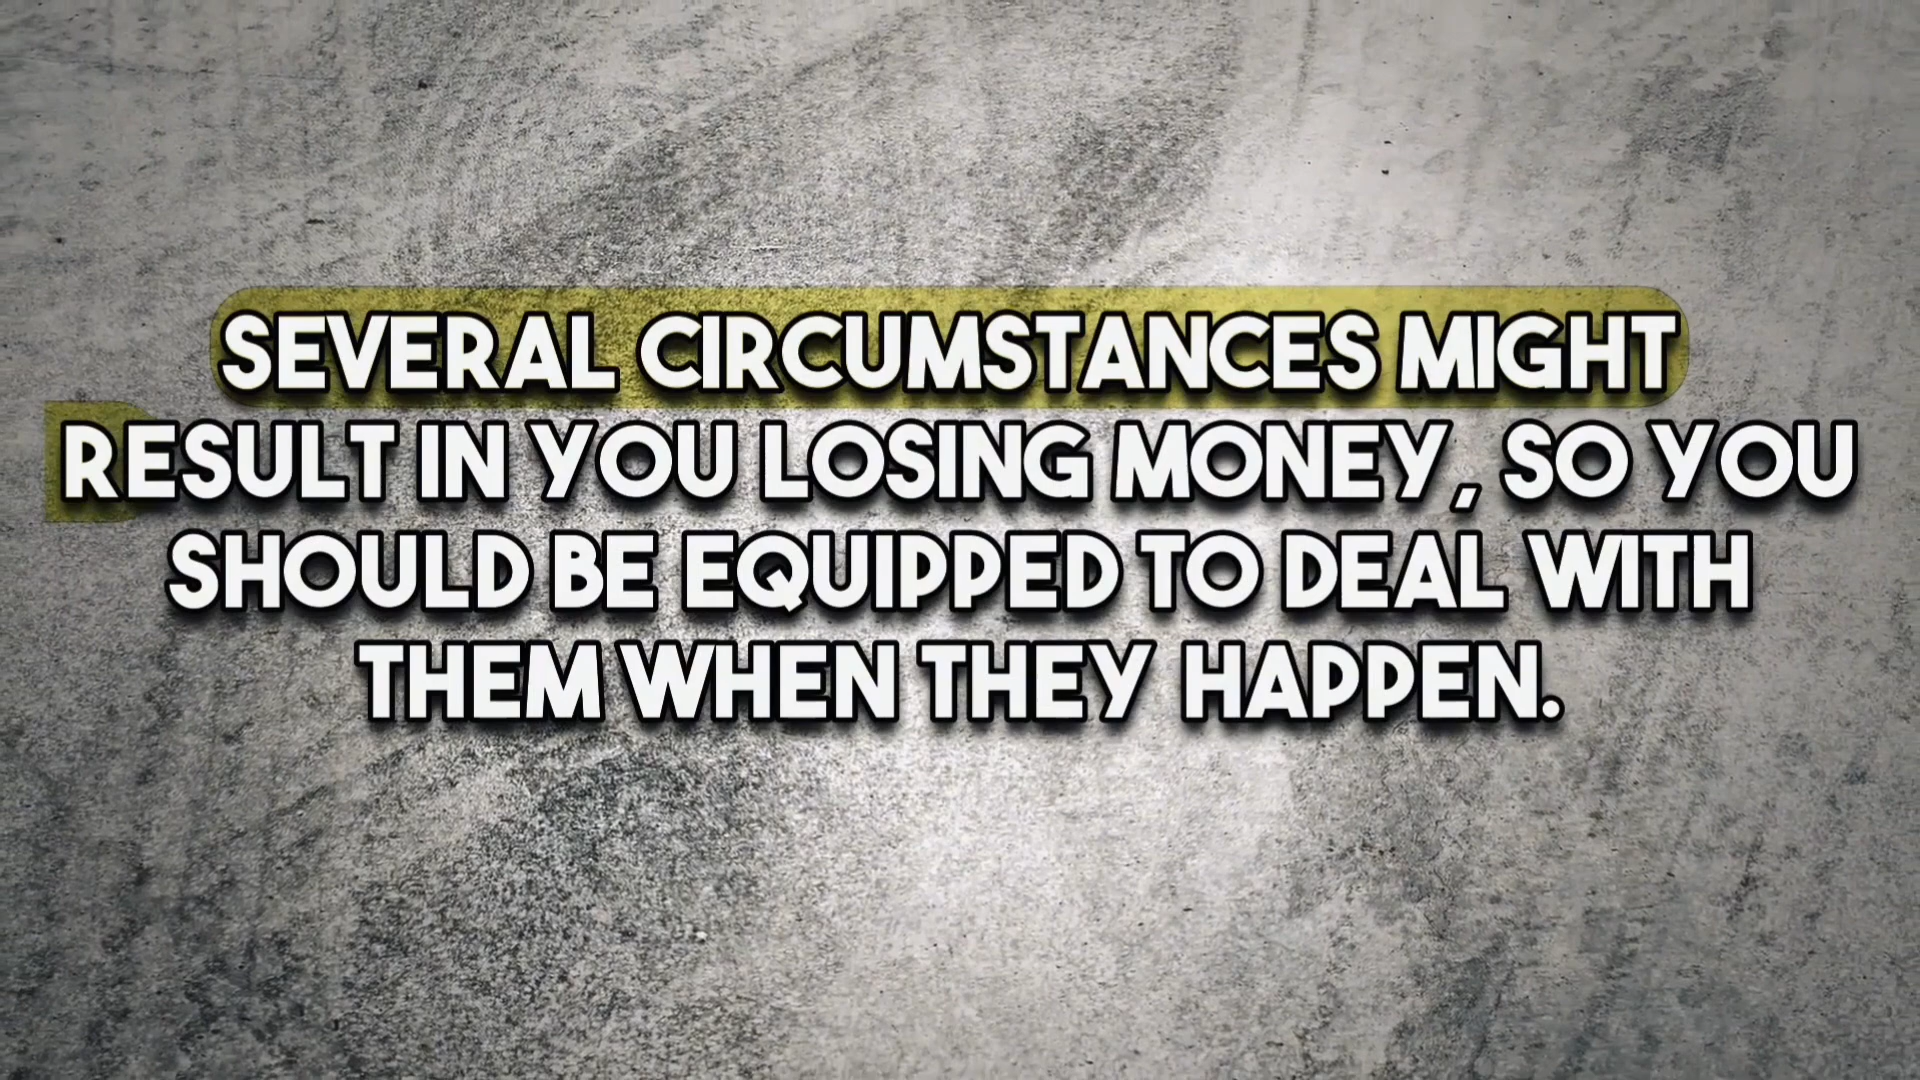 SEVERAL CIRCUMSTANCES MIGHT
RESULT IN YOU LOSING MONEY, SO YOU
SHOULD BE EQUIPPED TO DEAL WITH
THEM WHEN THEY HAPPEN.